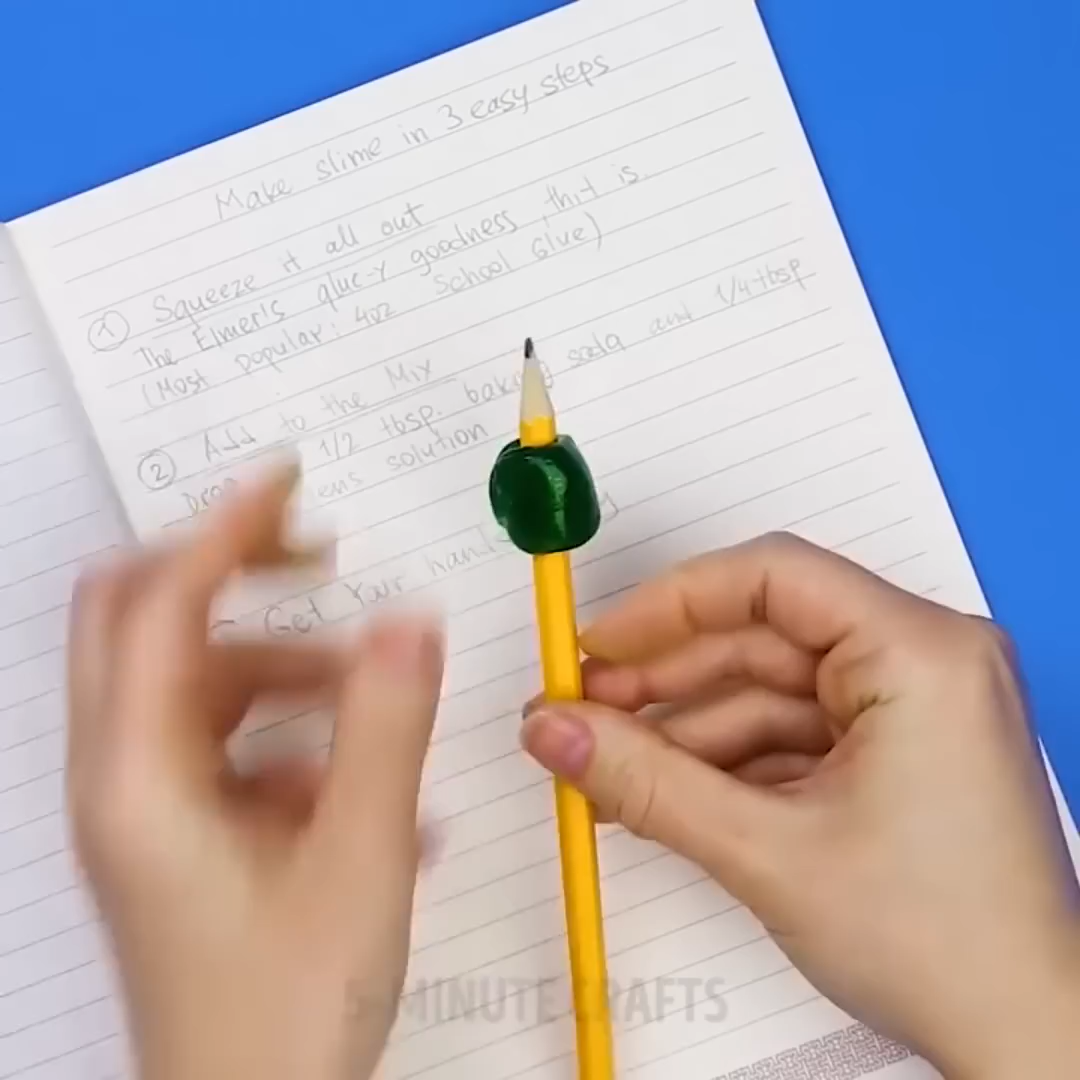 Make slime in 3 easy steps
① Squeeze it all out
The Elmer's glue-y goodness that is.
(Most popular: 4oz School Glue)
② Add to the Mix
1/2 tbsp. baking soda and 1/4 tbsp
lens solution
Get Your
5-MINUTE CRAFTS